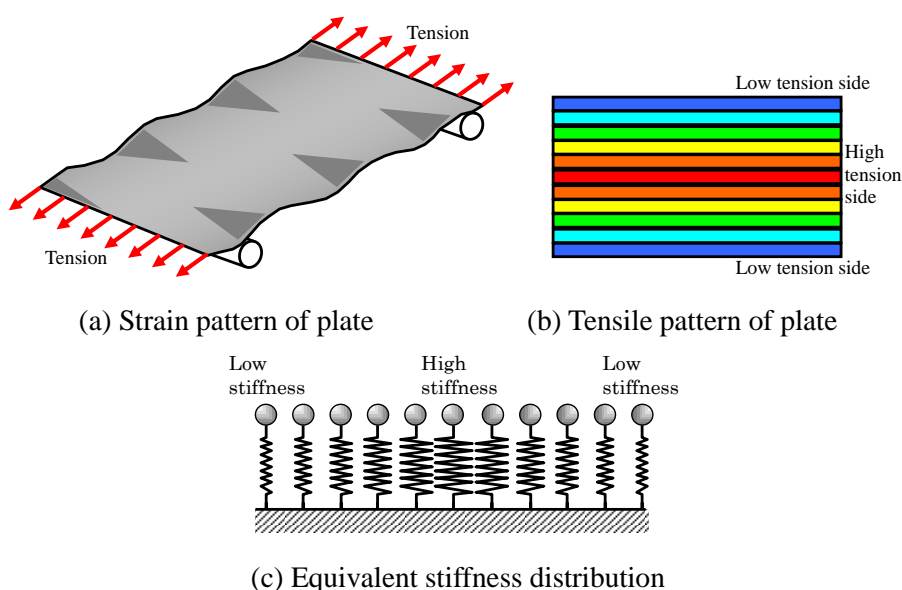 Tension
Tension
(a) Strain pattern of plate
Low tension side
High
tension
side
Low tension side
(b) Tensile pattern of plate
Low
stiffness
High
stiffness
Low
stiffness
(c) Equivalent stiffness distribution